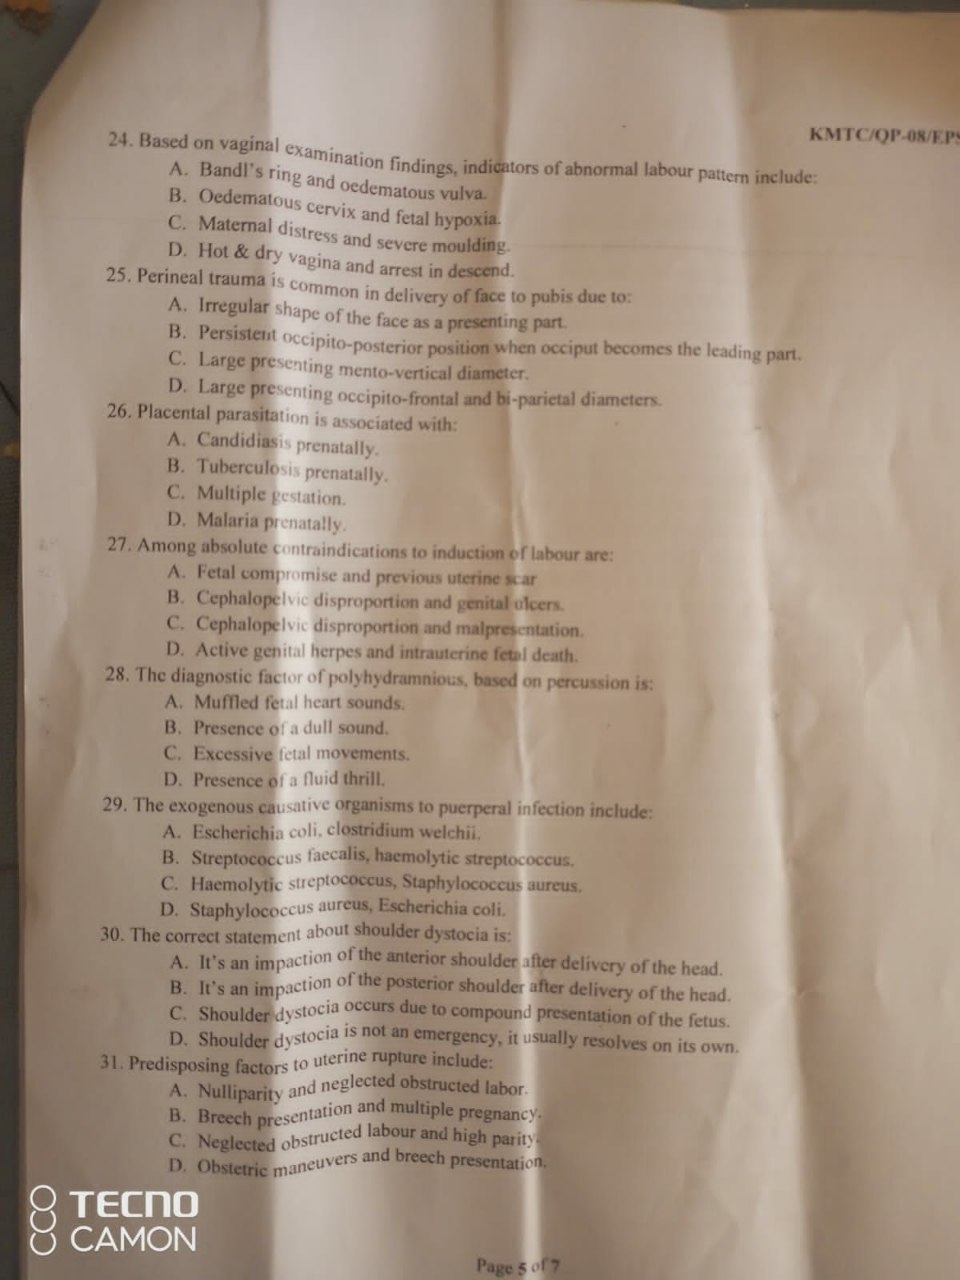 KMTC/QP-08/EPS
24. Based on vaginal examination findings, indicators of abnormal labour pattern include:
A. Bandl's ring and oedematous vulva.
B. Oedematous cervix and fetal hypoxia.
C. Maternal distress and severe moulding.
D. Hot & dry vagina and arrest in descend.
25. Perineal trauma is common in delivery of face to pubis due to:
A. Irregular shape of the face as a presenting part.
B. Persistent occipito-posterior position when occiput becomes the leading part.
C. Large presenting mento-vertical diameter.
D. Large presenting occipito-frontal and bi-parietal diameters.
26. Placental parasitation is associated with:
A. Candidiasis prenatally.
B. Tuberculosis prenatally.
C. Multiple gestation.
D. Malaria prenatally.
27. Among absolute contraindications to induction of labour are:
A. Fetal compromise and previous uterine scar
B. Cephalopelvic disproportion and genital ulcers.
C. Cephalopelvic disproportion and malpresentation.
D. Active genital herpes and intrauterine fetal death.
28. The diagnostic factor of polyhydramnious, based on percussion is:
A. Muffled fetal heart sounds.
B. Presence of a dull sound.
C. Excessive fetal movements.
D. Presence of a fluid thrill.
29. The exogenous causative organisms to puerperal infection include:
A. Escherichia coli, clostridium welchii.
B. Streptococcus faecalis, haemolytic streptococcus.
C. Haemolytic streptococcus, Staphylococcus aureus.
D. Staphylococcus aureus, Escherichia coli.
30. The correct statement about shoulder dystocia is:
A. It's an impaction of the anterior shoulder after delivery of the head.
B. It's an impaction of the posterior shoulder after delivery of the head.
C. Shoulder dystocia occurs due to compound presentation of the fetus.
D. Shoulder dystocia is not an emergency, it usually resolves on its own.
31. Predisposing factors to uterine rupture include:
A. Nulliparity and neglected obstructed labor.
B. Breech presentation and multiple pregnancy.
C. Neglected obstructed labour and high parity.
D. Obstetric maneuvers and breech presentation.
TECNO
CAMON
Page 5 of 7